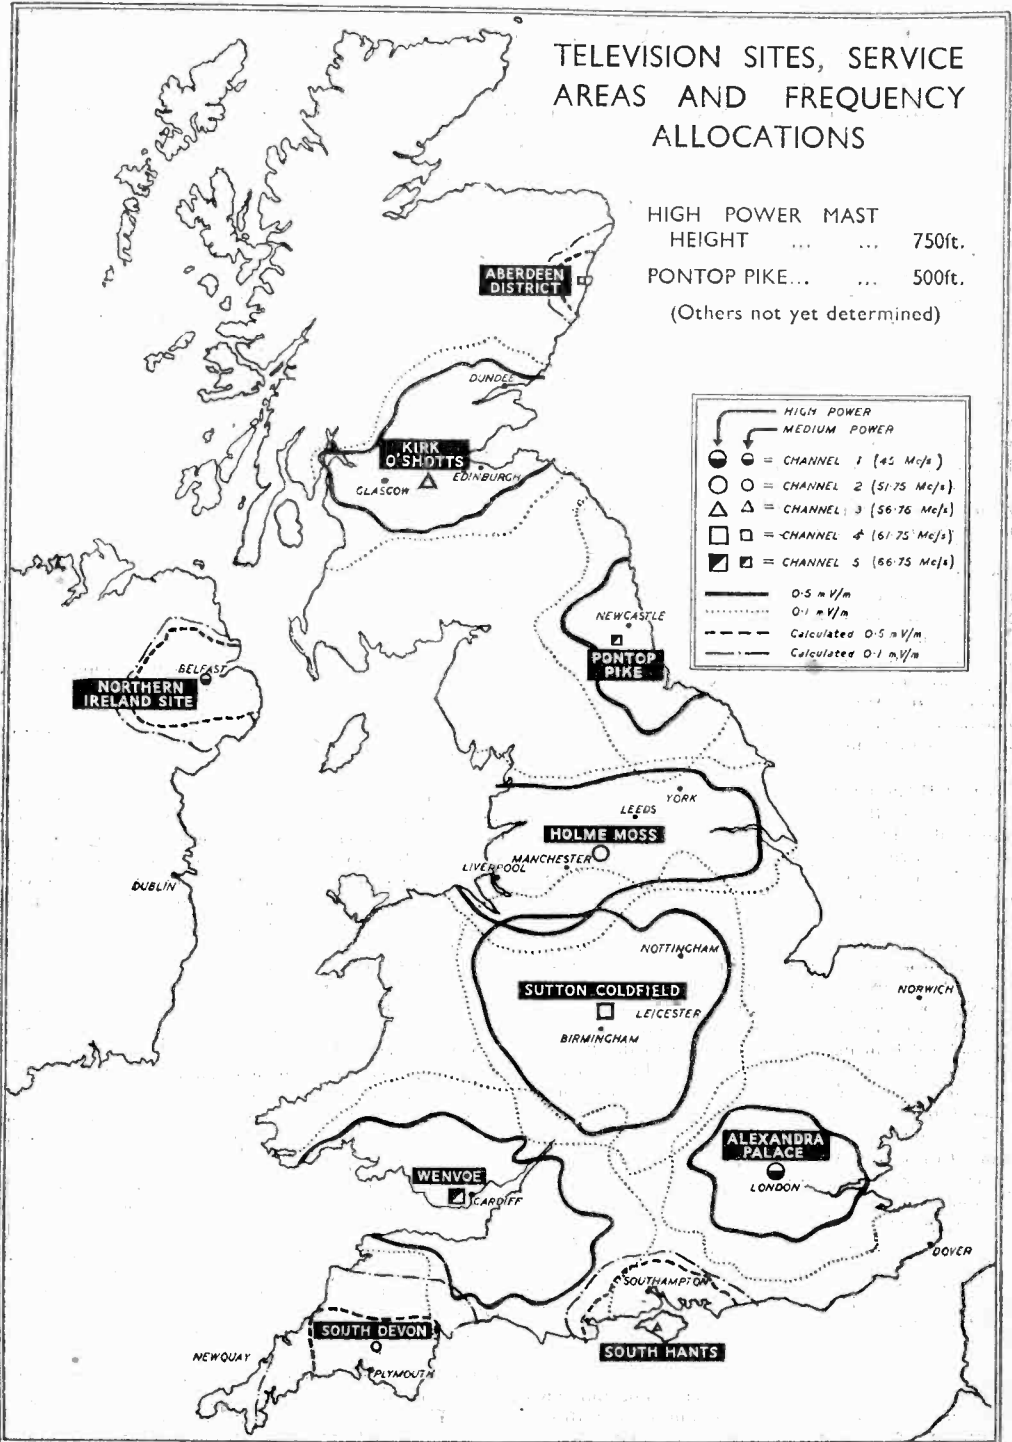 TELEVISION SITES, SERVICE
AREAS AND FREQUENCY
ALLOCATIONS
HIGH POWER MAST
HEIGHT ... ... 750ft.
PONTOP PIKE... ... 500ft.
(Others not yet determined)
HIGH POWER
MEDIUM POWER
= CHANNEL 1 (45 Mc/s)
= CHANNEL 2 (51.75 Mc/s)
= CHANNEL 3 (56.76 Mc/s)
= CHANNEL 4 (61.75 Mc/s)
= CHANNEL 5 (66.75 Mc/s)
0.5 mV/m
0.1 mV/m
Calculated 0.5 mV/m
Calculated 0.1 mV/m
ABERDEEN
DISTRICT
DUNDEE
KIRK
O'SHOTTS
EDINBURGH
GLASCOW
NEWCASTLE
PONTOP
PIKE
BELFAST
NORTHERN
IRELAND SITE
YORK
LEEDS
HOLME MOSS
MANCHESTER
LIVERPOOL
DUBLIN
NOTTINGHAM
SUTTON COLDFIELD
LEICESTER
BIRMINGHAM
NORWICH
ALEXANDRA
PALACE
LONDON
WENVOE
CARDIFF
DOVER
SOUTHAMPTON
SOUTH HANTS
SOUTH DEVON
NEWQUAY
PLYMOUTH